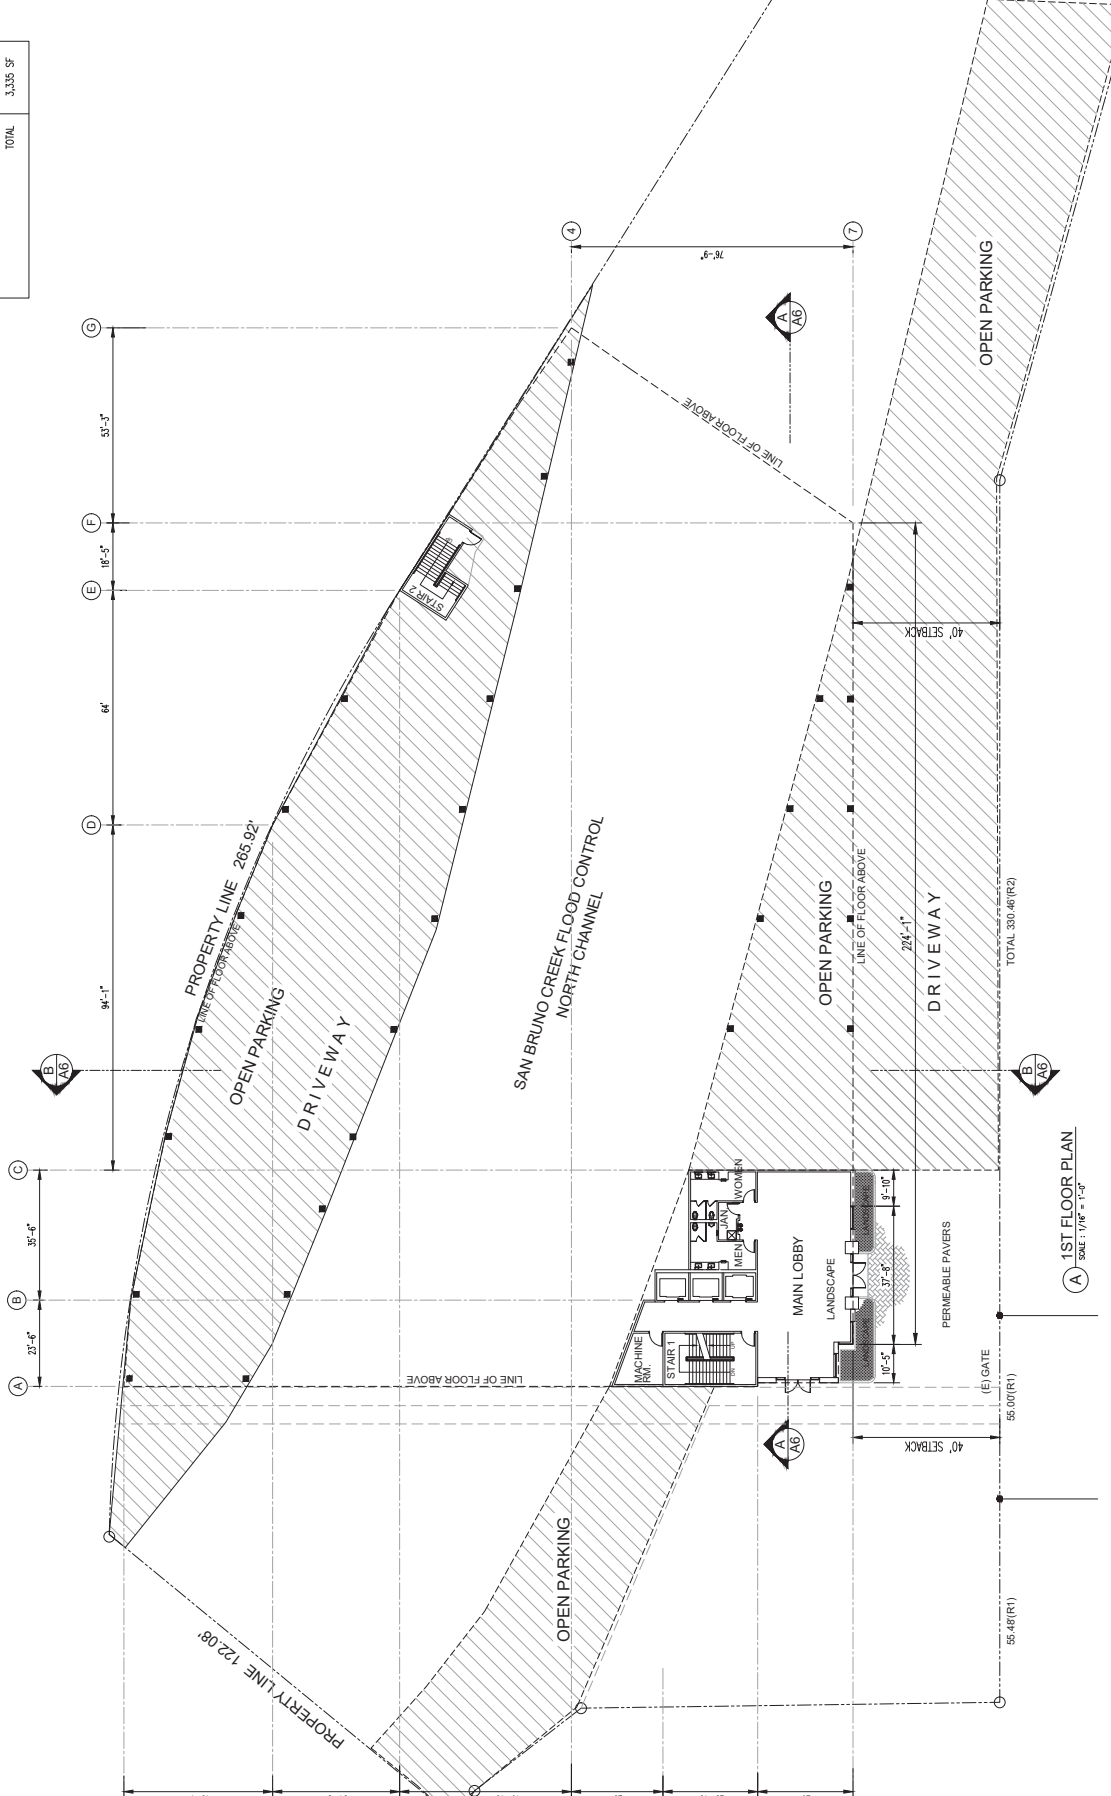 TOTAL 3,335 SF
G
53'-3"
F
18'-5"
E
64'
D
94'-1"
C
35'-6"
B
23'-6"
A
4
7
76'-9"
A
A6
OPEN PARKING
LINE OF FLOOR ABOVE
STAIR 2
UP
40' SETBACK
PROPERTY LINE 265.92'
LINE OF FLOOR ABOVE
OPEN PARKING
DRIVEWAY
SAN BRUNO CREEK FLOOD CONTROL
NORTH CHANNEL
OPEN PARKING
LINE OF FLOOR ABOVE
224'-1"
DRIVEWAY
TOTAL 330.46'(R2)
B
A6
B
A6
WOMEN
JAN
MEN
MAIN LOBBY
LANDSCAPE
MACHINE
RM.
STAIR 1
UP
DN
9'-10"
37'-8"
10'-5"
PERMEABLE PAVERS
LINE OF FLOOR ABOVE
(E) GATE
55.00'(R1)
A
A6
40' SETBACK
A
1ST FLOOR PLAN
SCALE : 1/16" = 1'-0"
OPEN PARKING
55.48'(R1)
PROPERTY LINE 122.08'